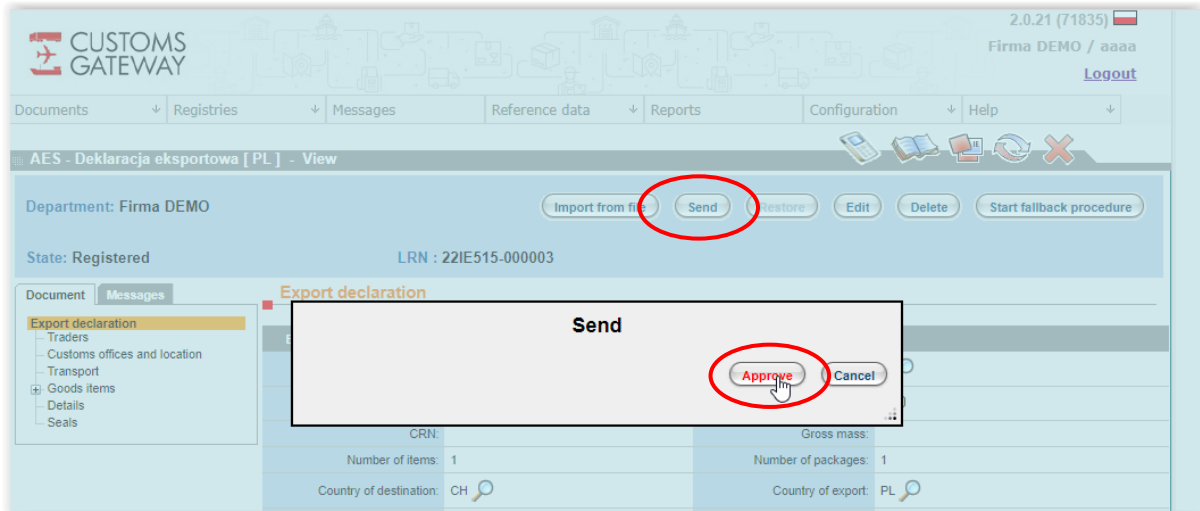 CUSTOMS
GATEWAY
2.0.21 (71835)
Firma DEMO / aaaa
Logout
Documents Registries Messages Reference data Reports Configuration Help
AES - Deklaracja eksportowa [ PL ] - View
Department: Firma DEMO
Import from file Send Restore Edit Delete Start fallback procedure
State: Registered LRN : 22IE515-000003
Document Messages
Export declaration
Export declaration
Traders
Customs offices and location
Transport
Goods items
Details
Seals
Send
Approve Cancel
CRN: Gross mass:
Number of items: 1 Number of packages: 1
Country of destination: CH Country of export: PL